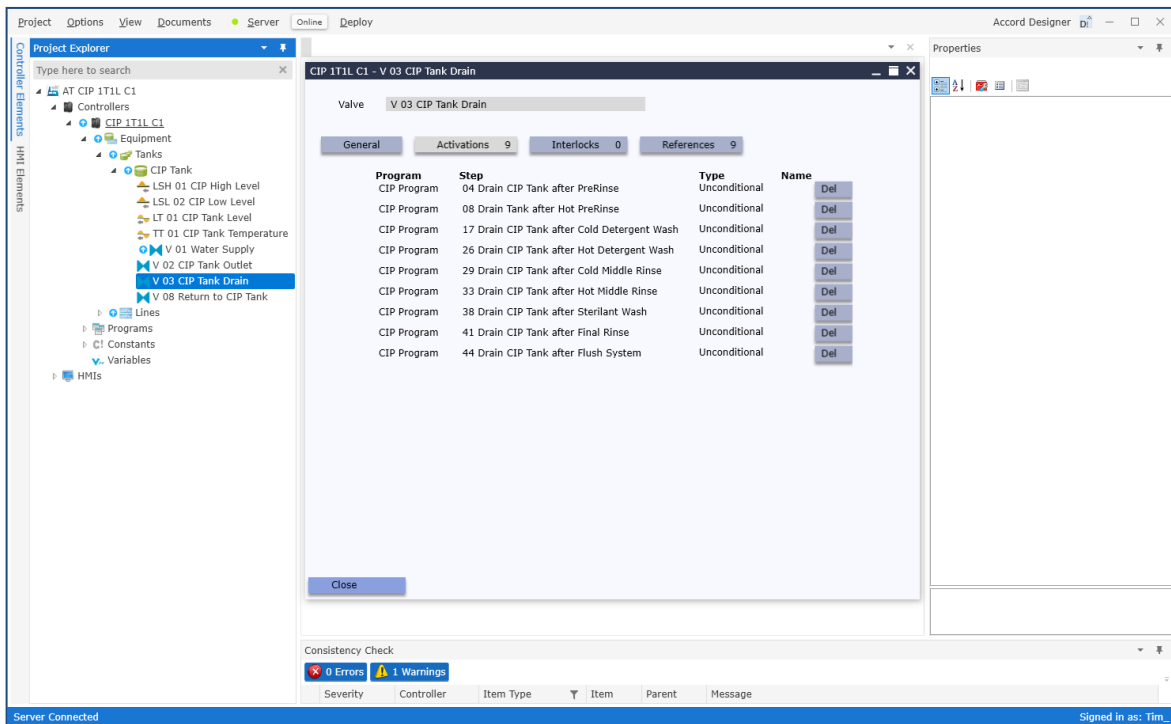 Project Options View Documents Server Online Deploy Accord Designer
Controller Elements
HMI Elements
Project Explorer
Type here to search
AT CIP 1T1L C1
Controllers
CIP 1T1L C1
Equipment
Tanks
CIP Tank
LSH 01 CIP High Level
LSL 02 CIP Low Level
LT 01 CIP Tank Level
TT 01 CIP Tank Temperature
V 01 Water Supply
V 02 CIP Tank Outlet
V 03 CIP Tank Drain
V 08 Return to CIP Tank
Lines
Programs
C! Constants
Variables
HMIs
CIP 1T1L C1 - V 03 CIP Tank Drain
Valve V 03 CIP Tank Drain
General Activations 9 Interlocks 0 References 9
Program Step Type Name
CIP Program 04 Drain CIP Tank after PreRinse Unconditional Del
CIP Program 08 Drain Tank after Hot PreRinse Unconditional Del
CIP Program 17 Drain CIP Tank after Cold Detergent Wash Unconditional Del
CIP Program 26 Drain CIP Tank after Hot Detergent Wash Unconditional Del
CIP Program 29 Drain CIP Tank after Cold Middle Rinse Unconditional Del
CIP Program 33 Drain CIP Tank after Hot Middle Rinse Unconditional Del
CIP Program 38 Drain CIP Tank after Sterilant Wash Unconditional Del
CIP Program 41 Drain CIP Tank after Final Rinse Unconditional Del
CIP Program 44 Drain CIP Tank after Flush System Unconditional Del
Close
Properties
Consistency Check
0 Errors 1 Warnings
Severity Controller Item Type Item Parent Message
Server Connected Signed in as: Tim_